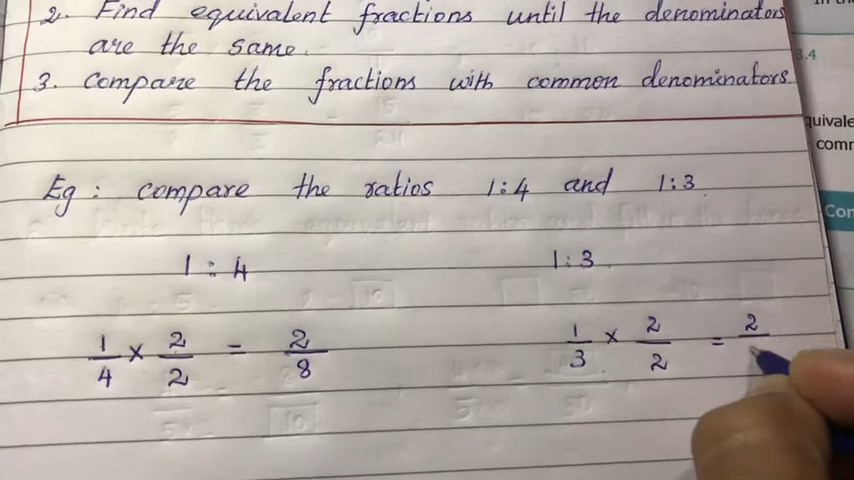 2. Find equivalent fractions until the denominators
are the same.
3. Compare the fractions with common denominators.
Eg : compare the ratios 1:4 and 1:3
1 : 4 1:3
1/4 × 2/2 = 2/8 1/3 × 2/2 = 2/
3.4